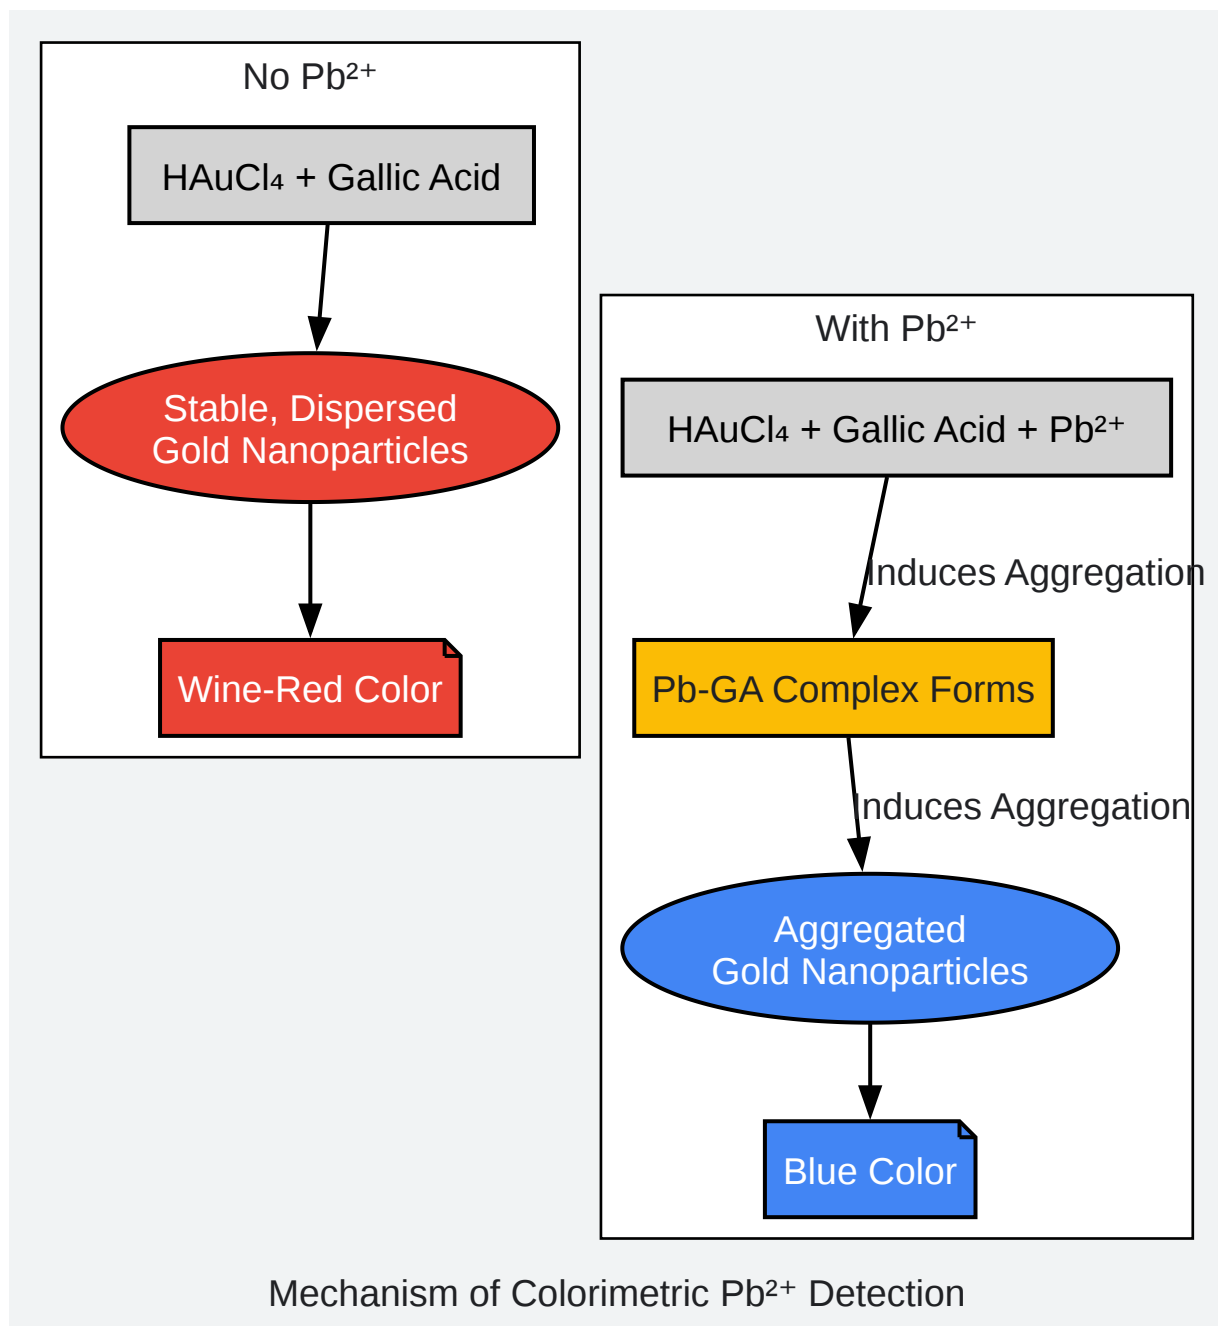 No Pb²⁺
HAuCl₄ + Gallic Acid
Stable, Dispersed
Gold Nanoparticles
Wine-Red Color
With Pb²⁺
HAuCl₄ + Gallic Acid + Pb²⁺
Induces Aggregation
Pb-GA Complex Forms
Induces Aggregation
Aggregated
Gold Nanoparticles
Blue Color
Mechanism of Colorimetric Pb²⁺ Detection